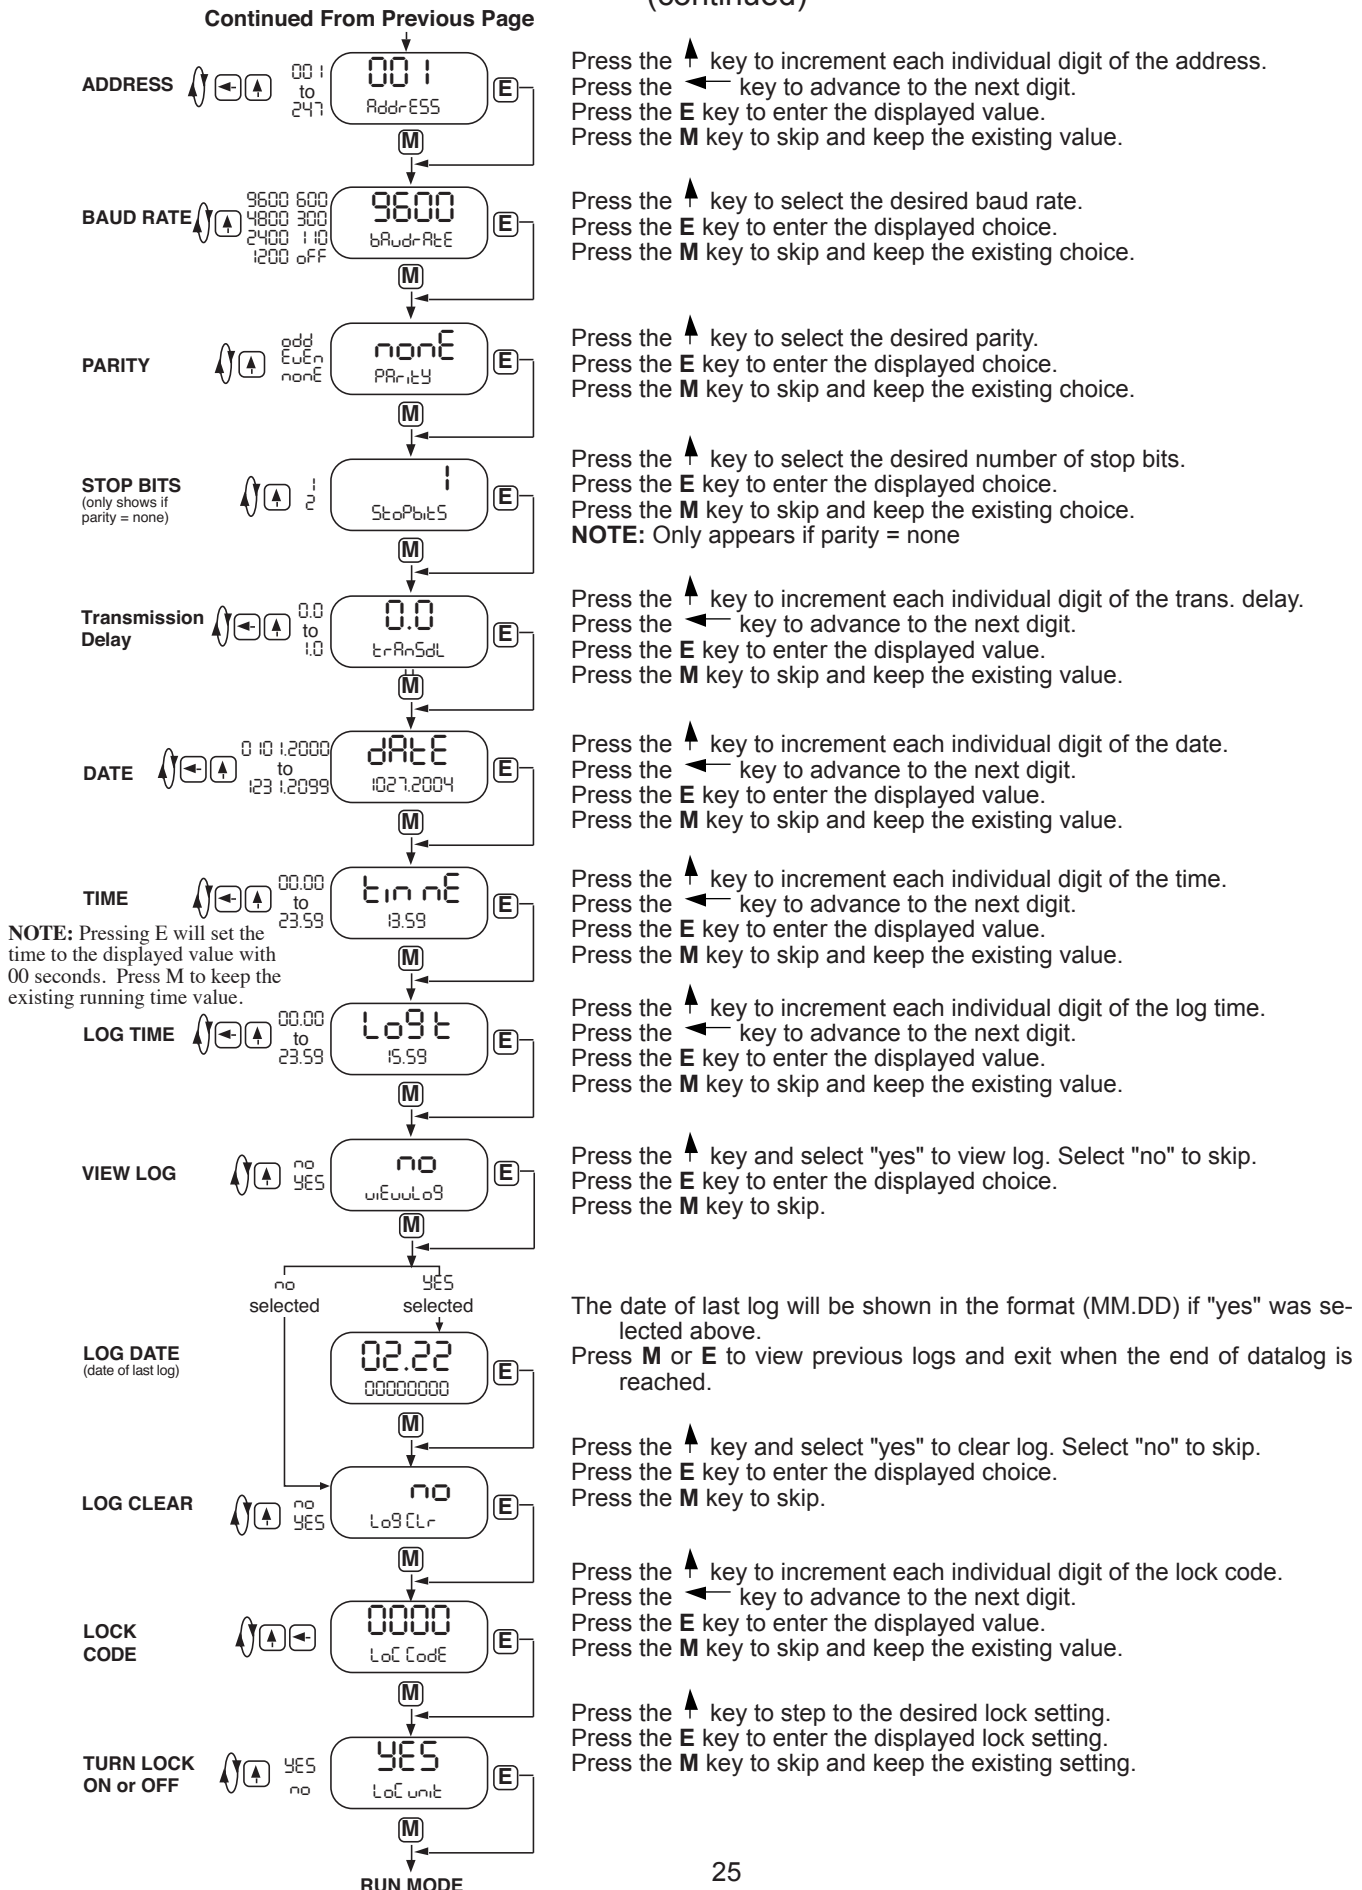 (continued)
Continued From Previous Page
ADDRESS
001
to
247
001
AddrESS
E
M
Press the key to increment each individual digit of the address.
Press the key to advance to the next digit.
Press the E key to enter the displayed value.
Press the M key to skip and keep the existing value.
BAUD RATE
9600 600
4800 300
2400 110
1200 oFF
9600
bAudrAtE
E
M
Press the key to select the desired baud rate.
Press the E key to enter the displayed choice.
Press the M key to skip and keep the existing choice.
PARITY
odd
EvEn
nonE
nonE
PAritY
E
M
Press the key to select the desired parity.
Press the E key to enter the displayed choice.
Press the M key to skip and keep the existing choice.
STOP BITS
(only shows if
parity = none)
1
2
1
StoPbitS
E
M
Press the key to select the desired number of stop bits.
Press the E key to enter the displayed choice.
Press the M key to skip and keep the existing choice.
NOTE: Only appears if parity = none
Transmission
Delay
0.0
to
1.0
0.0
trAnSdL
E
M
Press the key to increment each individual digit of the trans. delay.
Press the key to advance to the next digit.
Press the E key to enter the displayed value.
Press the M key to skip and keep the existing value.
DATE
0101.2000
to
1231.2099
dAtE
1027.2004
E
M
Press the key to increment each individual digit of the date.
Press the key to advance to the next digit.
Press the E key to enter the displayed value.
Press the M key to skip and keep the existing value.
TIME
00.00
to
23.59
tinnE
13.59
E
M
NOTE: Pressing E will set the
time to the displayed value with
00 seconds. Press M to keep the
existing running time value.
Press the key to increment each individual digit of the time.
Press the key to advance to the next digit.
Press the E key to enter the displayed value.
Press the M key to skip and keep the existing value.
LOG TIME
00.00
to
23.59
Log t
15.59
E
M
Press the key to increment each individual digit of the log time.
Press the key to advance to the next digit.
Press the E key to enter the displayed value.
Press the M key to skip and keep the existing value.
VIEW LOG
no
YES
no
viEvvLog
E
M
Press the key and select "yes" to view log. Select "no" to skip.
Press the E key to enter the displayed choice.
Press the M key to skip.
no
selected
YES
selected
LOG DATE
(date of last log)
02.22
00000000
E
M
The date of last log will be shown in the format (MM.DD) if "yes" was se-
lected above.
Press M or E to view previous logs and exit when the end of datalog is
reached.
LOG CLEAR
no
YES
no
Log CLr
E
M
Press the key and select "yes" to clear log. Select "no" to skip.
Press the E key to enter the displayed choice.
Press the M key to skip.
LOCK
CODE
0000
LoC CodE
E
M
Press the key to increment each individual digit of the lock code.
Press the key to advance to the next digit.
Press the E key to enter the displayed value.
Press the M key to skip and keep the existing value.
TURN LOCK
ON or OFF
YES
no
YES
LoC unit
E
M
Press the key to step to the desired lock setting.
Press the E key to enter the displayed lock setting.
Press the M key to skip and keep the existing setting.
RUN MODE
25